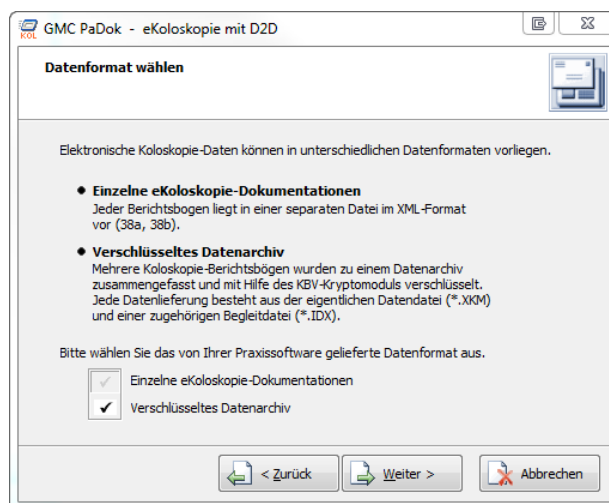 KOL GMC PaDok - eKoloskopie mit D2D
Datenformat wählen
Elektronische Koloskopie-Daten können in unterschiedlichen Datenformaten vorliegen.
● Einzelne eKoloskopie-Dokumentationen
Jeder Berichtsbogen liegt in einer separaten Datei im XML-Format
vor (38a, 38b).
● Verschlüsseltes Datenarchiv
Mehrere Koloskopie-Berichtsbögen wurden zu einem Datenarchiv
zusammengefasst und mit Hilfe des KBV-Kryptomoduls verschlüsselt.
Jede Datenlieferung besteht aus der eigentlichen Datendatei (*.XKM)
und einer zugehörigen Begleitdatei (*.IDX).
Bitte wählen Sie das von Ihrer Praxissoftware gelieferte Datenformat aus.
Einzelne eKoloskopie-Dokumentationen
Verschlüsseltes Datenarchiv
< Zurück Weiter > Abbrechen